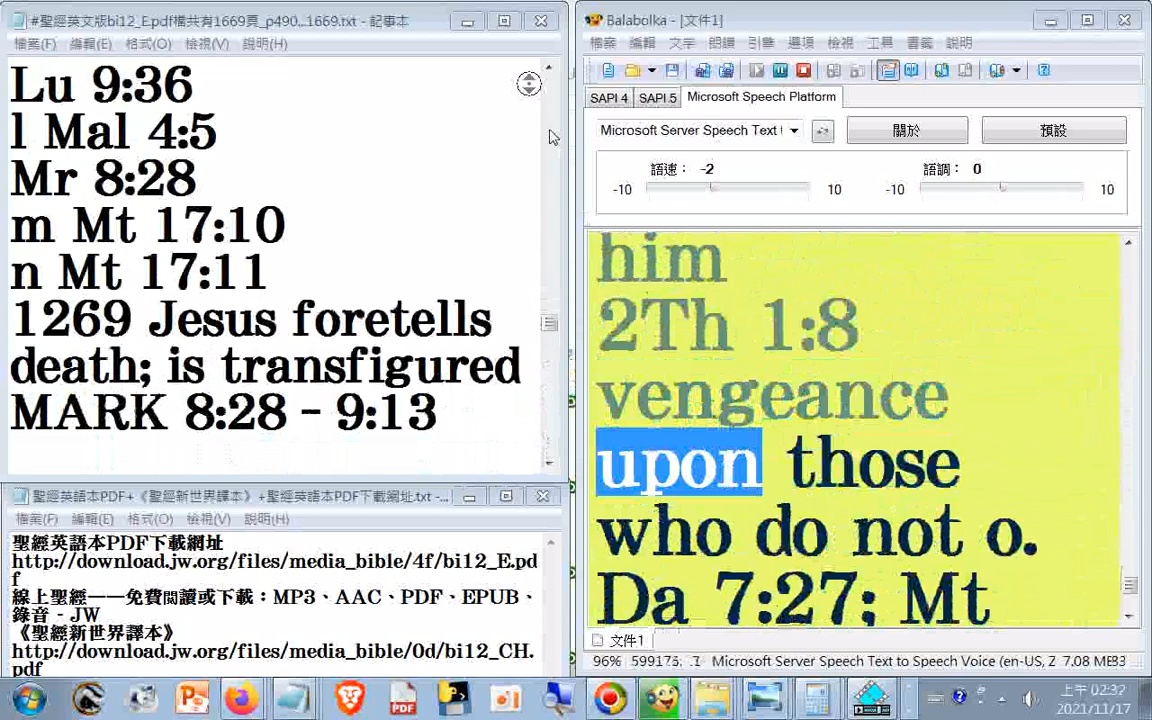 #聖經英文版bi12_E.pdf檔共有1669頁_p490,..1669.txt - 記事本
檔案(F) 編輯(E) 格式(O) 檢視(V) 說明(H)
Lu 9:36
l Mal 4:5
Mr 8:28
m Mt 17:10
n Mt 17:11
1269 Jesus foretells
death; is transfigured
MARK 8:28 - 9:13
聖經英語本PDF+《聖經新世界譯本》+聖經英語本PDF下載網址.txt - ...
檔案(F) 編輯(E) 格式(O) 檢視(V) 說明(H)
聖經英語本PDF下載網址
http://download.jw.org/files/media_bible/4f/bi12_E.pd
f
線上聖經——免費閱讀或下載：MP3、AAC、PDF、EPUB、
錄音 - JW
《聖經新世界譯本》
http://download.jw.org/files/media_bible/0d/bi12_CH.
pdf
Balabolka - [文件1]
檔案 編輯 文字 朗讀 引擎 選項 檢視 工具 書籤 說明
SAPI 4 SAPI 5 Microsoft Speech Platform
Microsoft Server Speech Text 關於 預設
語速： -2 語調： 0
-10 10 -10 10
him
2Th 1:8
vengeance
upon those
who do not o.
Da 7:27; Mt
文件1
96% Microsoft Server Speech Text to Speech Voice (en-US, Z 7.08 MB
上午 02:32
2021/11/17